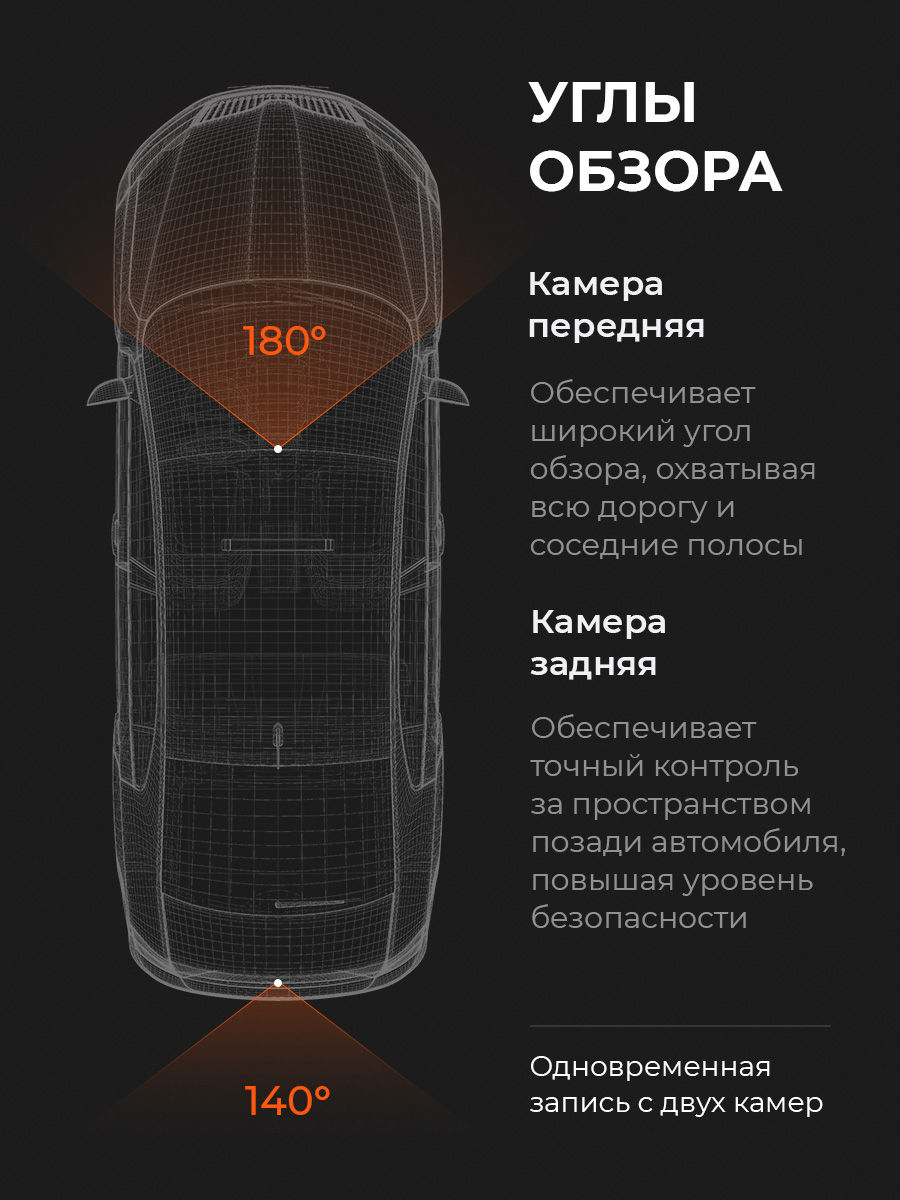 УГЛЫ
ОБЗОРА
Камера
передняя
180°
Обеспечивает
широкий угол
обзора, охватывая
всю дорогу и
соседние полосы
Камера
задняя
Обеспечивает
точный контроль
за пространством
позади автомобиля,
повышая уровень
безопасности
140°
Одновременная
запись с двух камер